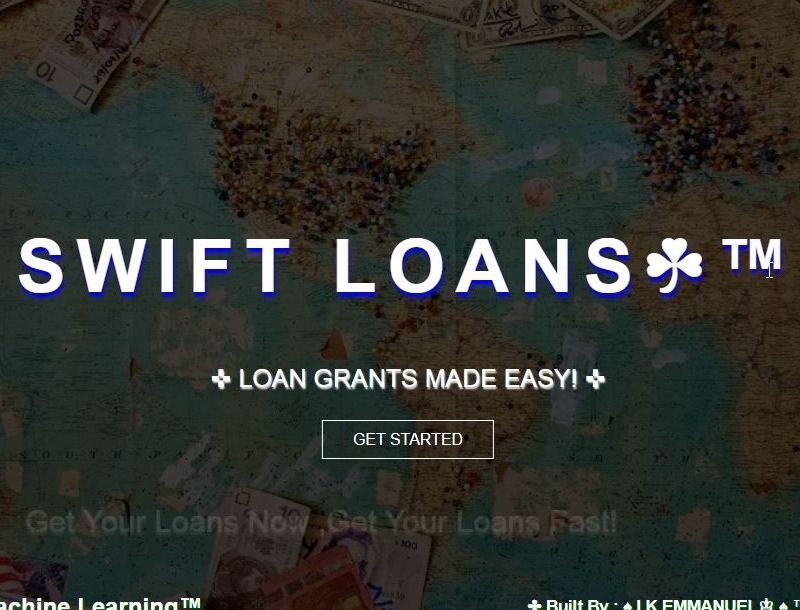 SWIFT LOANS☘ ™
✤ LOAN GRANTS MADE EASY! ✤
GET STARTED
Get Your Loans Now ,Get Your Loans Fast!
achine Learning™
✤ Built By : ♠ I.K EMMANUEL♔ ♠